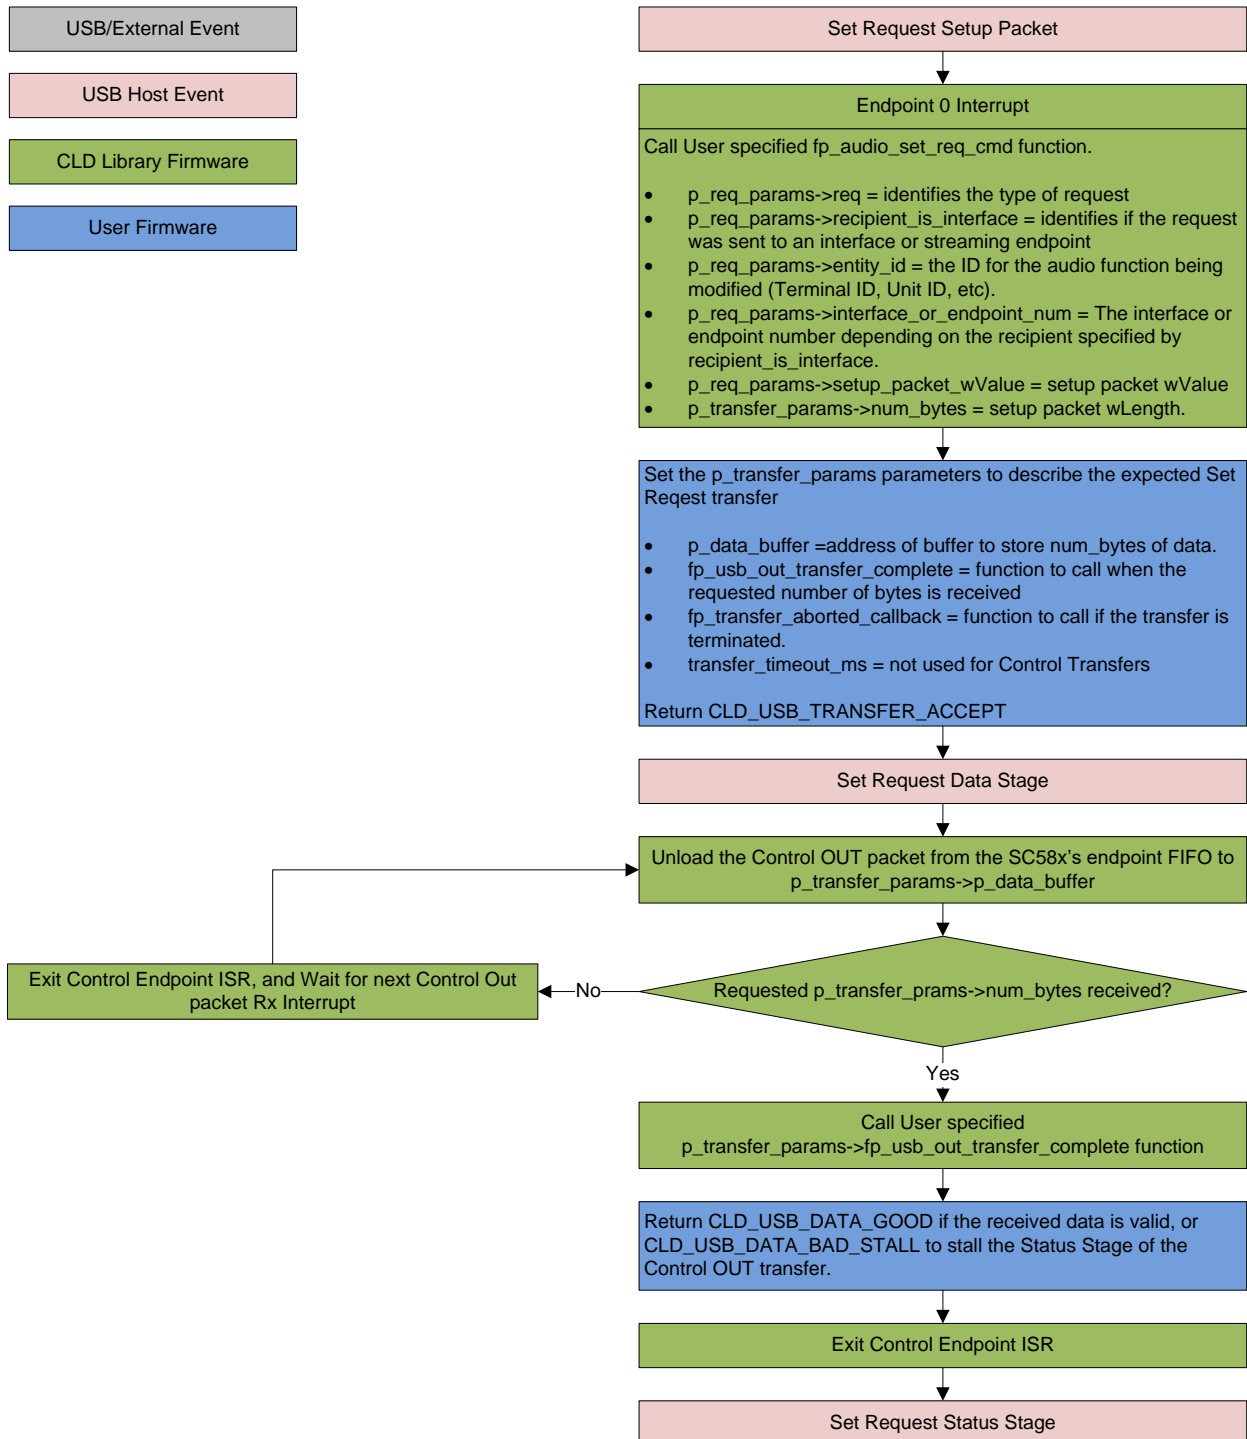 USB/External Event
USB Host Event
CLD Library Firmware
User Firmware
Set Request Setup Packet
Endpoint 0 Interrupt
Call User specified fp_audio_set_req_cmd function.
• p_req_params->req = identifies the type of request
• p_req_params->recipient_is_interface = identifies if the request
was sent to an interface or streaming endpoint
• p_req_params->entity_id = the ID for the audio function being
modified (Terminal ID, Unit ID, etc).
• p_req_params->interface_or_endpoint_num = The interface or
endpoint number depending on the recipient specified by
recipient_is_interface.
• p_req_params->setup_packet_wValue = setup packet wValue
• p_transfer_params->num_bytes = setup packet wLength.
Set the p_transfer_params parameters to describe the expected Set
Reqest transfer
• p_data_buffer =address of buffer to store num_bytes of data.
• fp_usb_out_transfer_complete = function to call when the
requested number of bytes is received
• fp_transfer_aborted_callback = function to call if the transfer is
terminated.
• transfer_timeout_ms = not used for Control Transfers
Return CLD_USB_TRANSFER_ACCEPT
Set Request Data Stage
Unload the Control OUT packet from the SC58x's endpoint FIFO to
p_transfer_params->p_data_buffer
Exit Control Endpoint ISR, and Wait for next Control Out
packet Rx Interrupt
No
Requested p_transfer_prams->num_bytes received?
Yes
Call User specified
p_transfer_params->fp_usb_out_transfer_complete function
Return CLD_USB_DATA_GOOD if the received data is valid, or
CLD_USB_DATA_BAD_STALL to stall the Status Stage of the
Control OUT transfer.
Exit Control Endpoint ISR
Set Request Status Stage